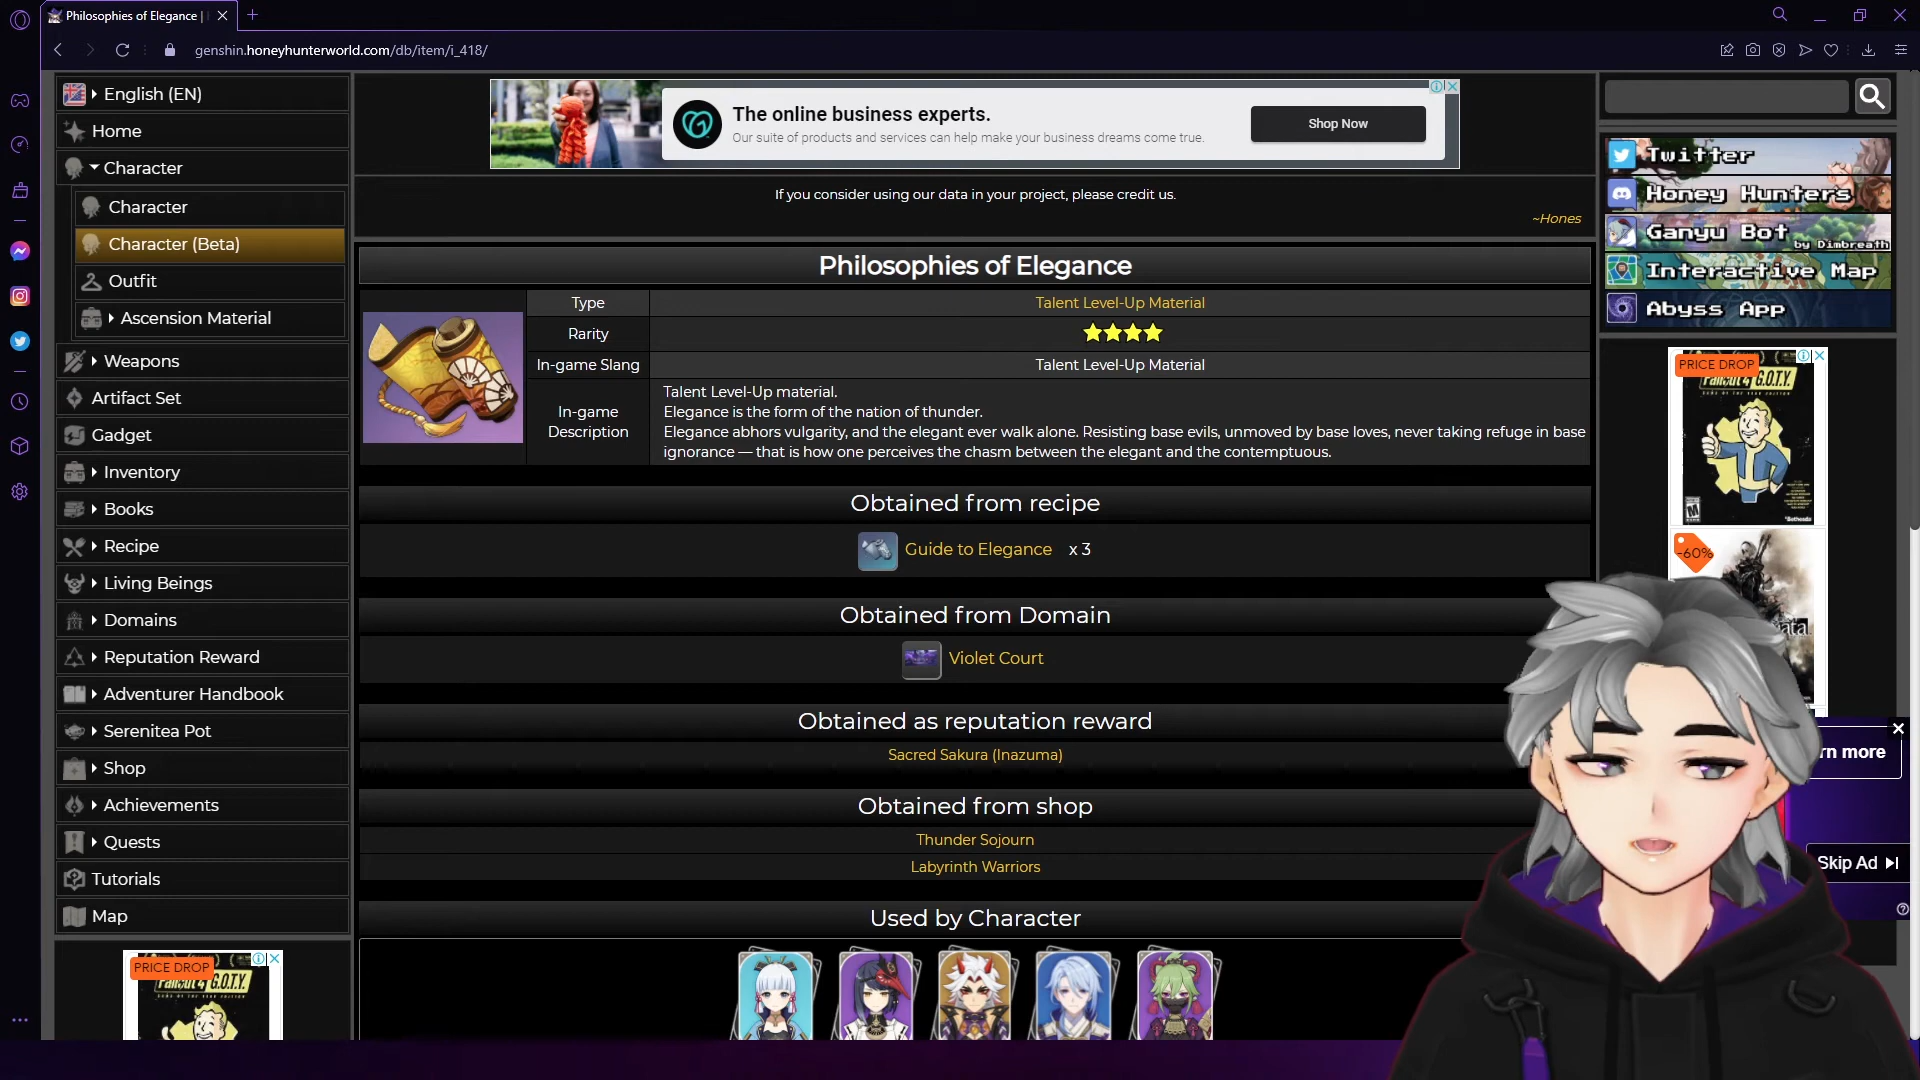 Philosophies of Elegance |
genshin.honeyhunterworld.com/db/item/i_418/
English (EN)
Home
Character
Character
Character (Beta)
Outfit
Ascension Material
Weapons
Artifact Set
Gadget
Inventory
Books
Recipe
Living Beings
Domains
Reputation Reward
Adventurer Handbook
Serenitea Pot
Shop
Achievements
Quests
Tutorials
Map
PRICE DROP
Fallout 4 G.O.T.Y.
The online business experts.
Our suite of products and services can help make your business dreams come true.
Shop Now
If you consider using our data in your project, please credit us.
~Hones
Philosophies of Elegance
Type
Talent Level-Up Material
Rarity
In-game Slang
Talent Level-Up Material
In-game
Description
Talent Level-Up material.
Elegance is the form of the nation of thunder.
Elegance abhors vulgarity, and the elegant ever walk alone. Resisting base evils, unmoved by base loves, never taking refuge in base
ignorance — that is how one perceives the chasm between the elegant and the contemptuous.
Obtained from recipe
Guide to Elegance x 3
Obtained from Domain
Violet Court
Obtained as reputation reward
Sacred Sakura (Inazuma)
Obtained from shop
Thunder Sojourn
Labyrinth Warriors
Used by Character
Twitter
Honey Hunters
Ganyu Bot
by Dimbreath
Interactive Map
Abyss App
PRICE DROP
Fallout 4 G.O.T.Y.
-60%
ata
rn more
Skip Ad